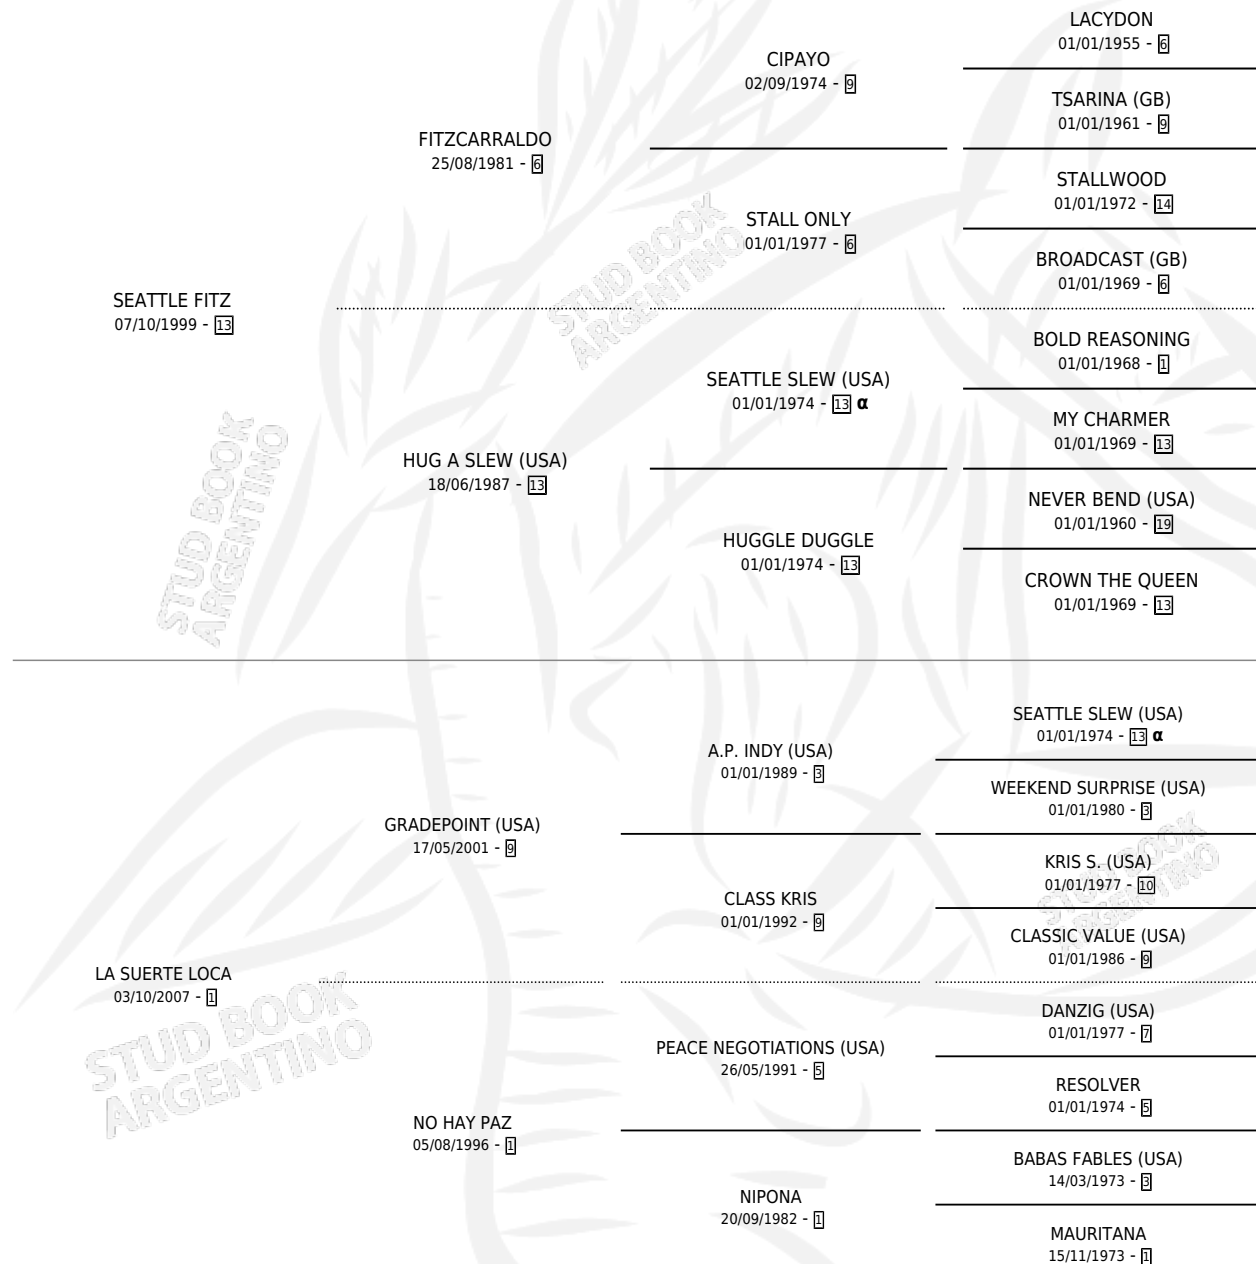 LACYDON
01/01/1955 - 6
CIPAYO
02/09/1974 - 9
TSARINA (GB)
01/01/1961 - 9
FITZCARRALDO
25/08/1981 - 6
STALLWOOD
01/01/1972 - 14
STALL ONLY
01/01/1977 - 6
BROADCAST (GB)
01/01/1969 - 6
SEATTLE FITZ
07/10/1999 - 13
BOLD REASONING
01/01/1968 - 1
SEATTLE SLEW (USA)
01/01/1974 - 13 α
MY CHARMER
01/01/1969 - 13
HUG A SLEW (USA)
18/06/1987 - 13
NEVER BEND (USA)
01/01/1960 - 19
HUGGLE DUGGLE
01/01/1974 - 13
CROWN THE QUEEN
01/01/1969 - 13
SEATTLE SLEW (USA)
01/01/1974 - 13 α
A.P. INDY (USA)
01/01/1989 - 3
WEEKEND SURPRISE (USA)
01/01/1980 - 3
GRADEPOINT (USA)
17/05/2001 - 9
KRIS S. (USA)
01/01/1977 - 10
CLASS KRIS
01/01/1992 - 9
CLASSIC VALUE (USA)
01/01/1986 - 9
LA SUERTE LOCA
03/10/2007 - 1
DANZIG (USA)
01/01/1977 - 7
PEACE NEGOTIATIONS (USA)
26/05/1991 - 5
RESOLVER
01/01/1974 - 5
NO HAY PAZ
05/08/1996 - 1
BABAS FABLES (USA)
14/03/1973 - 3
NIPONA
20/09/1982 - 1
MAURITANA
15/11/1973 - 1
STUD BOOK
ARGENTINO
STUD BOOK
ARGENTINO
STUD BOOK
ARGENTINO
STUD BOOK
ARGENTINO